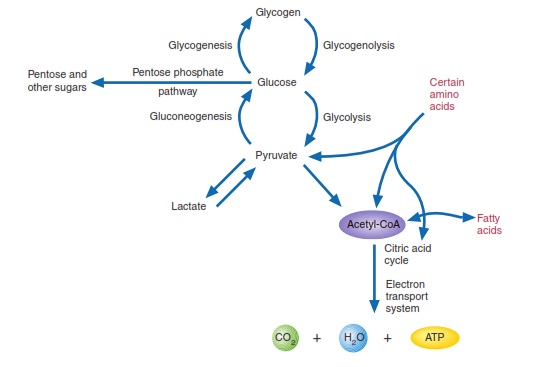 Glycogen
Glycogenesis
Glycogenolysis
Pentose and
other sugars
Pentose phosphate
pathway
Glucose
Certain
amino
acids
Gluconeogenesis
Glycolysis
Pyruvate
Lactate
Acetyl-CoA
Fatty
acids
Citric acid
cycle
Electron
transport
system
CO2 + H2O + ATP